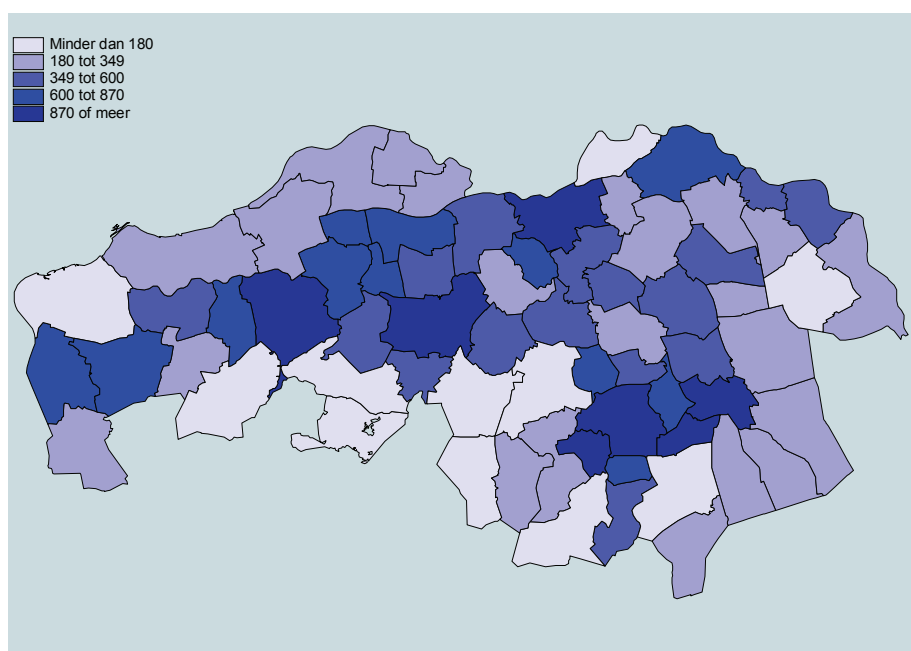 Minder dan 180
180 tot 349
349 tot 600
600 tot 870
870 of meer